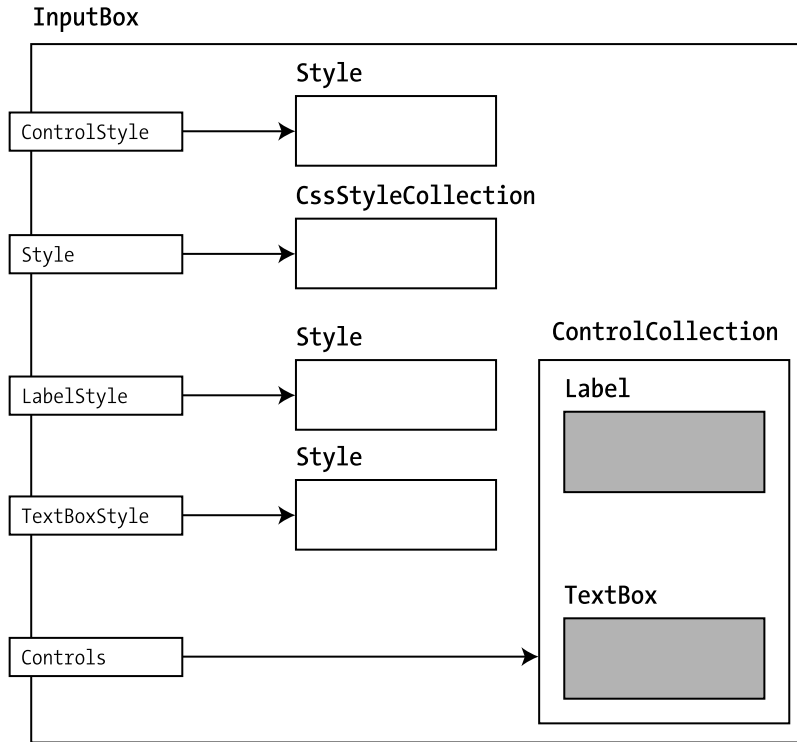 InputBox
Style
ControlStyle
CssStyleCollection
Style
ControlCollection
Style
Label
LabelStyle
Style
TextBoxStyle
TextBox
Controls